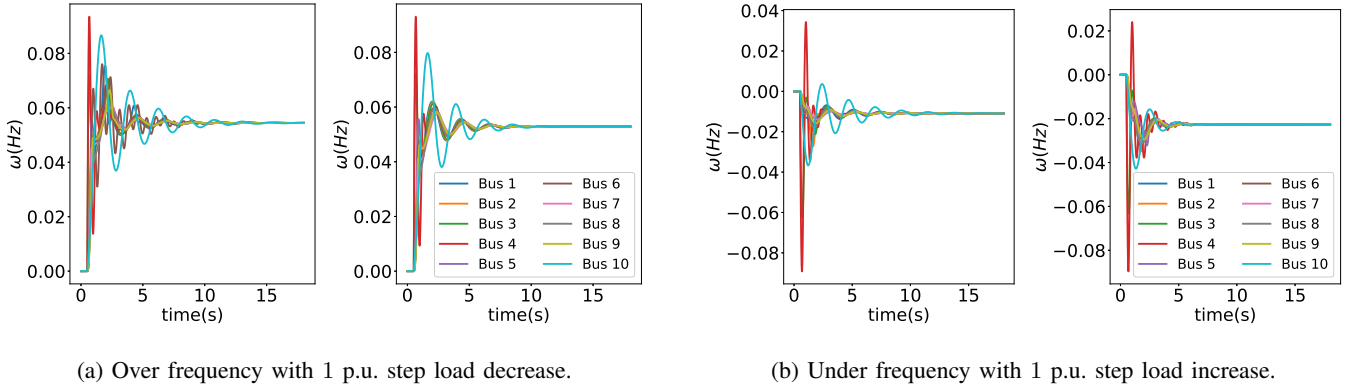 0.08
0.06
0.04
0.02
0.00
ω(Hz)
0 5 10 15
time(s)
0.08
0.06
0.04
0.02
0.00
ω(Hz)
Bus 1 Bus 6
Bus 2 Bus 7
Bus 3 Bus 8
Bus 4 Bus 9
Bus 5 Bus 10
0 5 10 15
time(s)
(a) Over frequency with 1 p.u. step load decrease.
0.04
0.02
0.00
−0.02
−0.04
−0.06
−0.08
ω(Hz)
0 5 10 15
time(s)
0.02
0.00
−0.02
−0.04
−0.06
−0.08
ω(Hz)
Bus 1 Bus 6
Bus 2 Bus 7
Bus 3 Bus 8
Bus 4 Bus 9
Bus 5 Bus 10
0 5 10 15
time(s)
(b) Under frequency with 1 p.u. step load increase.